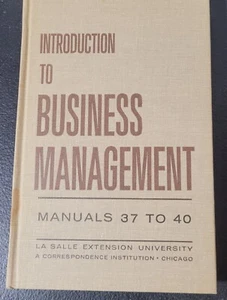 INTRODUCTION
TO
BUSINESS
MANAGEMENT
MANUALS 37 TO 40
LA SALLE EXTENSION UNIVERSITY
A CORRESPONDENCE INSTITUTION • CHICAGO